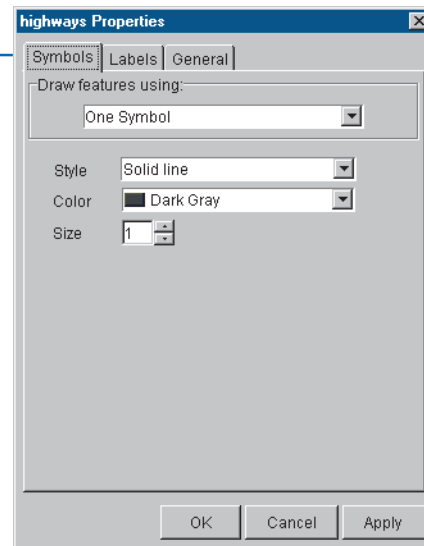 highways Properties
Symbols Labels General
Draw features using:
One Symbol
Style Solid line
Color Dark Gray
Size 1
OK Cancel Apply